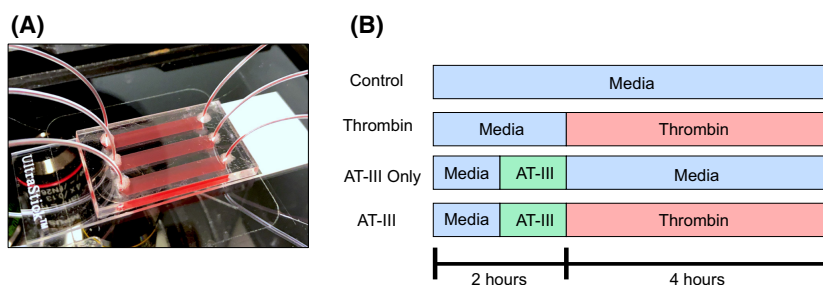 (A)
UltraStick™
(B)
Control
Media
Thrombin
Media
Thrombin
AT-III Only
Media
AT-III
Media
AT-III
Media
AT-III
Thrombin
2 hours
4 hours